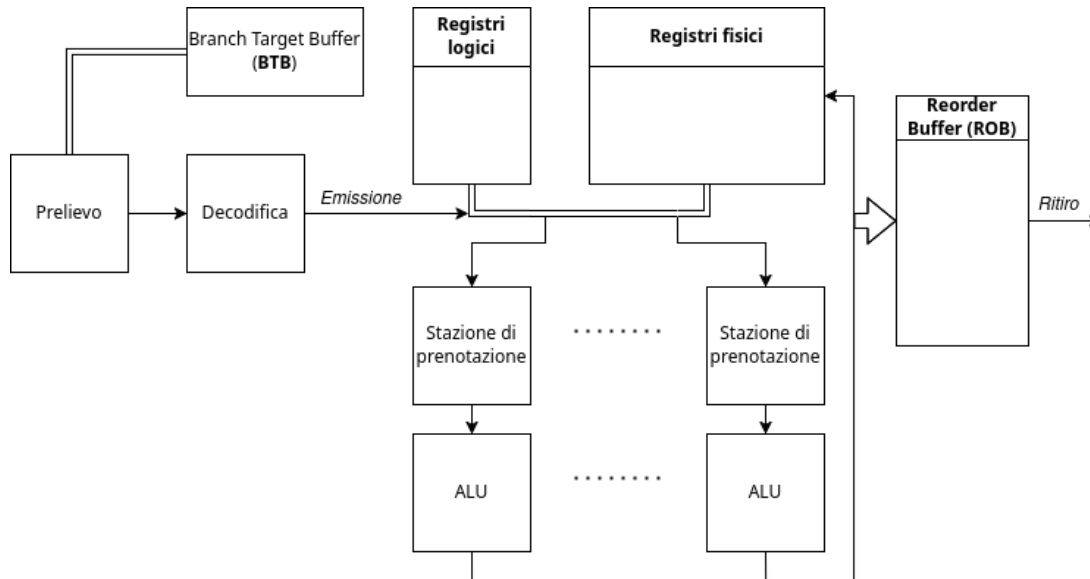 Branch Target Buffer
(BTB)
Registri
logici
Registri fisici
Reorder
Buffer (ROB)
Prelievo
Decodifica
Emissione
Ritiro
Stazione di
prenotazione
Stazione di
prenotazione
ALU
ALU